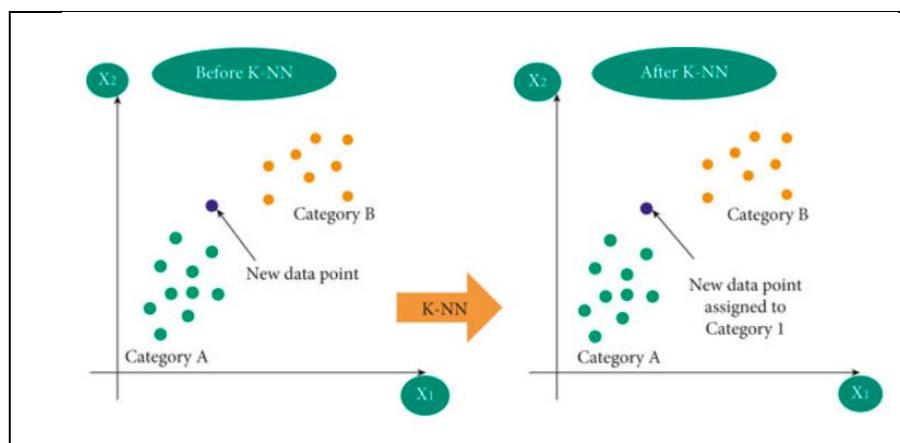 Before K-NN
X2
Category B
New data point
Category A
X1
K-NN
After K-NN
X2
Category B
New data point
assigned to
Category 1
Category A
X1